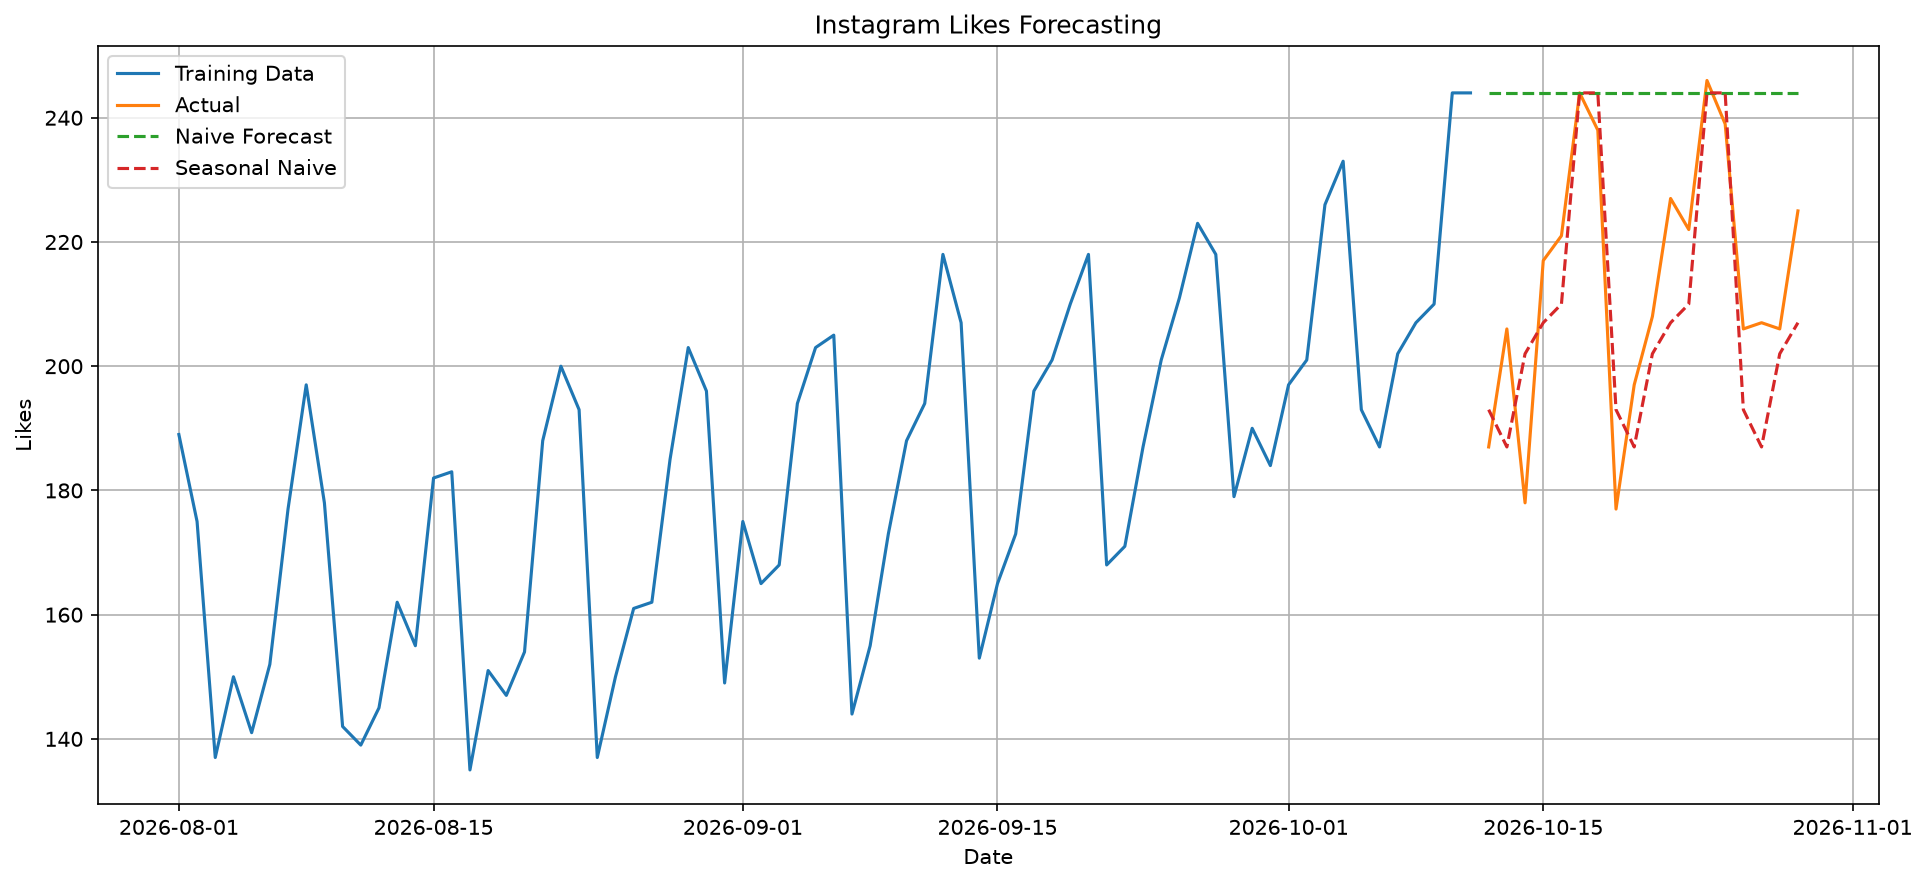 Instagram Likes Forecasting
Training Data
Actual
Naive Forecast
Seasonal Naive
240
220
200
180
160
140
Likes
2026-08-01 2026-08-15 2026-09-01 2026-09-15 2026-10-01 2026-10-15 2026-11-01
Date